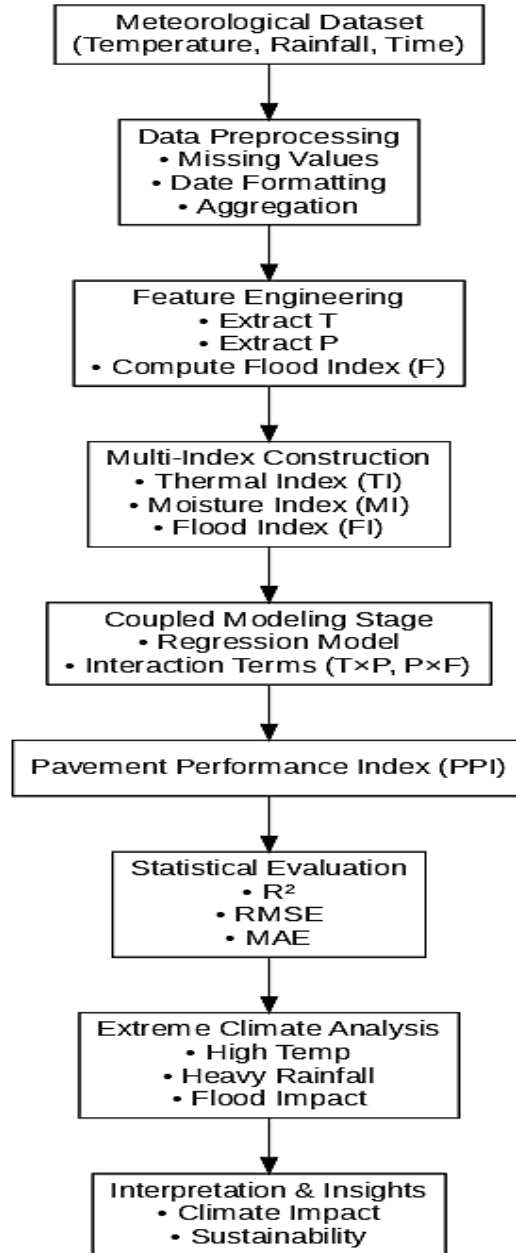 Meteorological Dataset
(Temperature, Rainfall, Time)
Data Preprocessing
• Missing Values
• Date Formatting
• Aggregation
Feature Engineering
• Extract T
• Extract P
• Compute Flood Index (F)
Multi-Index Construction
• Thermal Index (TI)
• Moisture Index (MI)
• Flood Index (FI)
Coupled Modeling Stage
• Regression Model
• Interaction Terms (T×P, P×F)
Pavement Performance Index (PPI)
Statistical Evaluation
• R²
• RMSE
• MAE
Extreme Climate Analysis
• High Temp
• Heavy Rainfall
• Flood Impact
Interpretation & Insights
• Climate Impact
• Sustainability